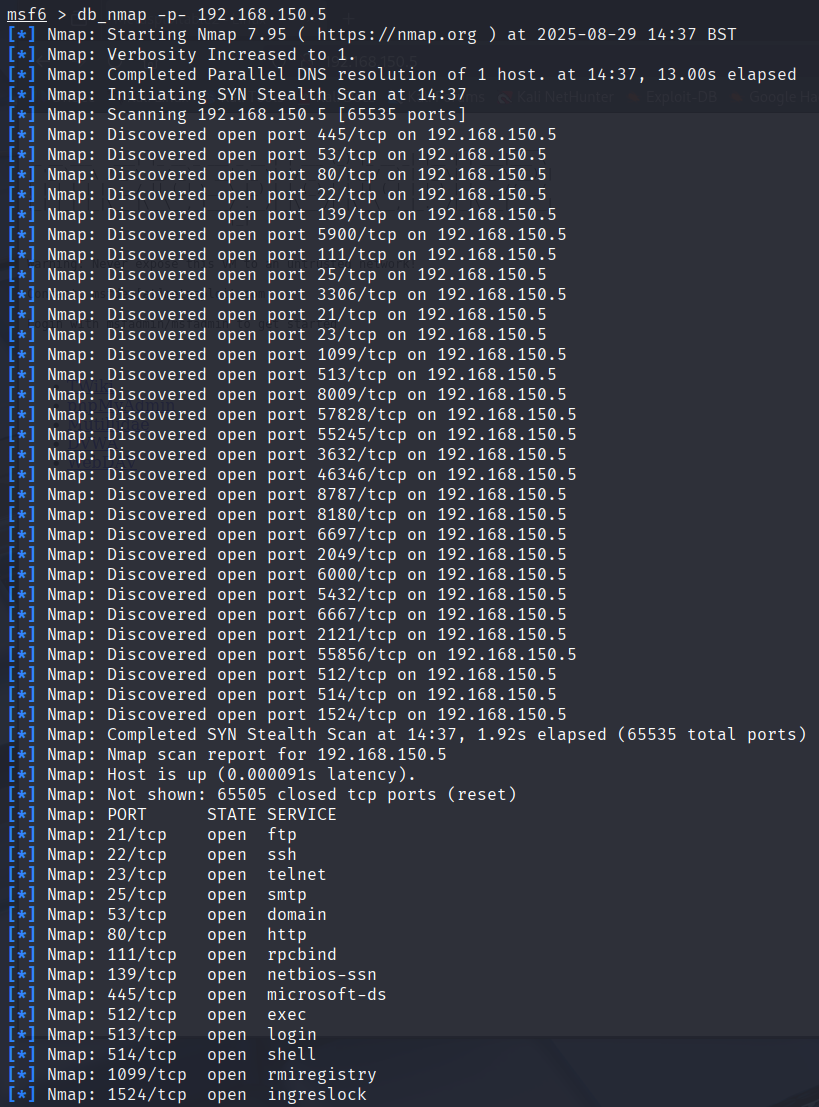 msf6 > db_nmap -p- 192.168.150.5
[*] Nmap: Starting Nmap 7.95 ( https://nmap.org ) at 2025-08-29 14:37 BST
[*] Nmap: Verbosity Increased to 1.
[*] Nmap: Completed Parallel DNS resolution of 1 host. at 14:37, 13.00s elapsed
[*] Nmap: Initiating SYN Stealth Scan at 14:37
[*] Nmap: Scanning 192.168.150.5 [65535 ports]
[*] Nmap: Discovered open port 445/tcp on 192.168.150.5
[*] Nmap: Discovered open port 53/tcp on 192.168.150.5
[*] Nmap: Discovered open port 80/tcp on 192.168.150.5
[*] Nmap: Discovered open port 22/tcp on 192.168.150.5
[*] Nmap: Discovered open port 139/tcp on 192.168.150.5
[*] Nmap: Discovered open port 5900/tcp on 192.168.150.5
[*] Nmap: Discovered open port 111/tcp on 192.168.150.5
[*] Nmap: Discovered open port 25/tcp on 192.168.150.5
[*] Nmap: Discovered open port 3306/tcp on 192.168.150.5
[*] Nmap: Discovered open port 21/tcp on 192.168.150.5
[*] Nmap: Discovered open port 23/tcp on 192.168.150.5
[*] Nmap: Discovered open port 1099/tcp on 192.168.150.5
[*] Nmap: Discovered open port 513/tcp on 192.168.150.5
[*] Nmap: Discovered open port 8009/tcp on 192.168.150.5
[*] Nmap: Discovered open port 57828/tcp on 192.168.150.5
[*] Nmap: Discovered open port 55245/tcp on 192.168.150.5
[*] Nmap: Discovered open port 3632/tcp on 192.168.150.5
[*] Nmap: Discovered open port 46346/tcp on 192.168.150.5
[*] Nmap: Discovered open port 8787/tcp on 192.168.150.5
[*] Nmap: Discovered open port 8180/tcp on 192.168.150.5
[*] Nmap: Discovered open port 6697/tcp on 192.168.150.5
[*] Nmap: Discovered open port 2049/tcp on 192.168.150.5
[*] Nmap: Discovered open port 6000/tcp on 192.168.150.5
[*] Nmap: Discovered open port 5432/tcp on 192.168.150.5
[*] Nmap: Discovered open port 6667/tcp on 192.168.150.5
[*] Nmap: Discovered open port 2121/tcp on 192.168.150.5
[*] Nmap: Discovered open port 55856/tcp on 192.168.150.5
[*] Nmap: Discovered open port 512/tcp on 192.168.150.5
[*] Nmap: Discovered open port 514/tcp on 192.168.150.5
[*] Nmap: Discovered open port 1524/tcp on 192.168.150.5
[*] Nmap: Completed SYN Stealth Scan at 14:37, 1.92s elapsed (65535 total ports)
[*] Nmap: Nmap scan report for 192.168.150.5
[*] Nmap: Host is up (0.000091s latency).
[*] Nmap: Not shown: 65505 closed tcp ports (reset)
[*] Nmap: PORT      STATE SERVICE
[*] Nmap: 21/tcp    open  ftp
[*] Nmap: 22/tcp    open  ssh
[*] Nmap: 23/tcp    open  telnet
[*] Nmap: 25/tcp    open  smtp
[*] Nmap: 53/tcp    open  domain
[*] Nmap: 80/tcp    open  http
[*] Nmap: 111/tcp   open  rpcbind
[*] Nmap: 139/tcp   open  netbios-ssn
[*] Nmap: 445/tcp   open  microsoft-ds
[*] Nmap: 512/tcp   open  exec
[*] Nmap: 513/tcp   open  login
[*] Nmap: 514/tcp   open  shell
[*] Nmap: 1099/tcp  open  rmiregistry
[*] Nmap: 1524/tcp  open  ingreslock